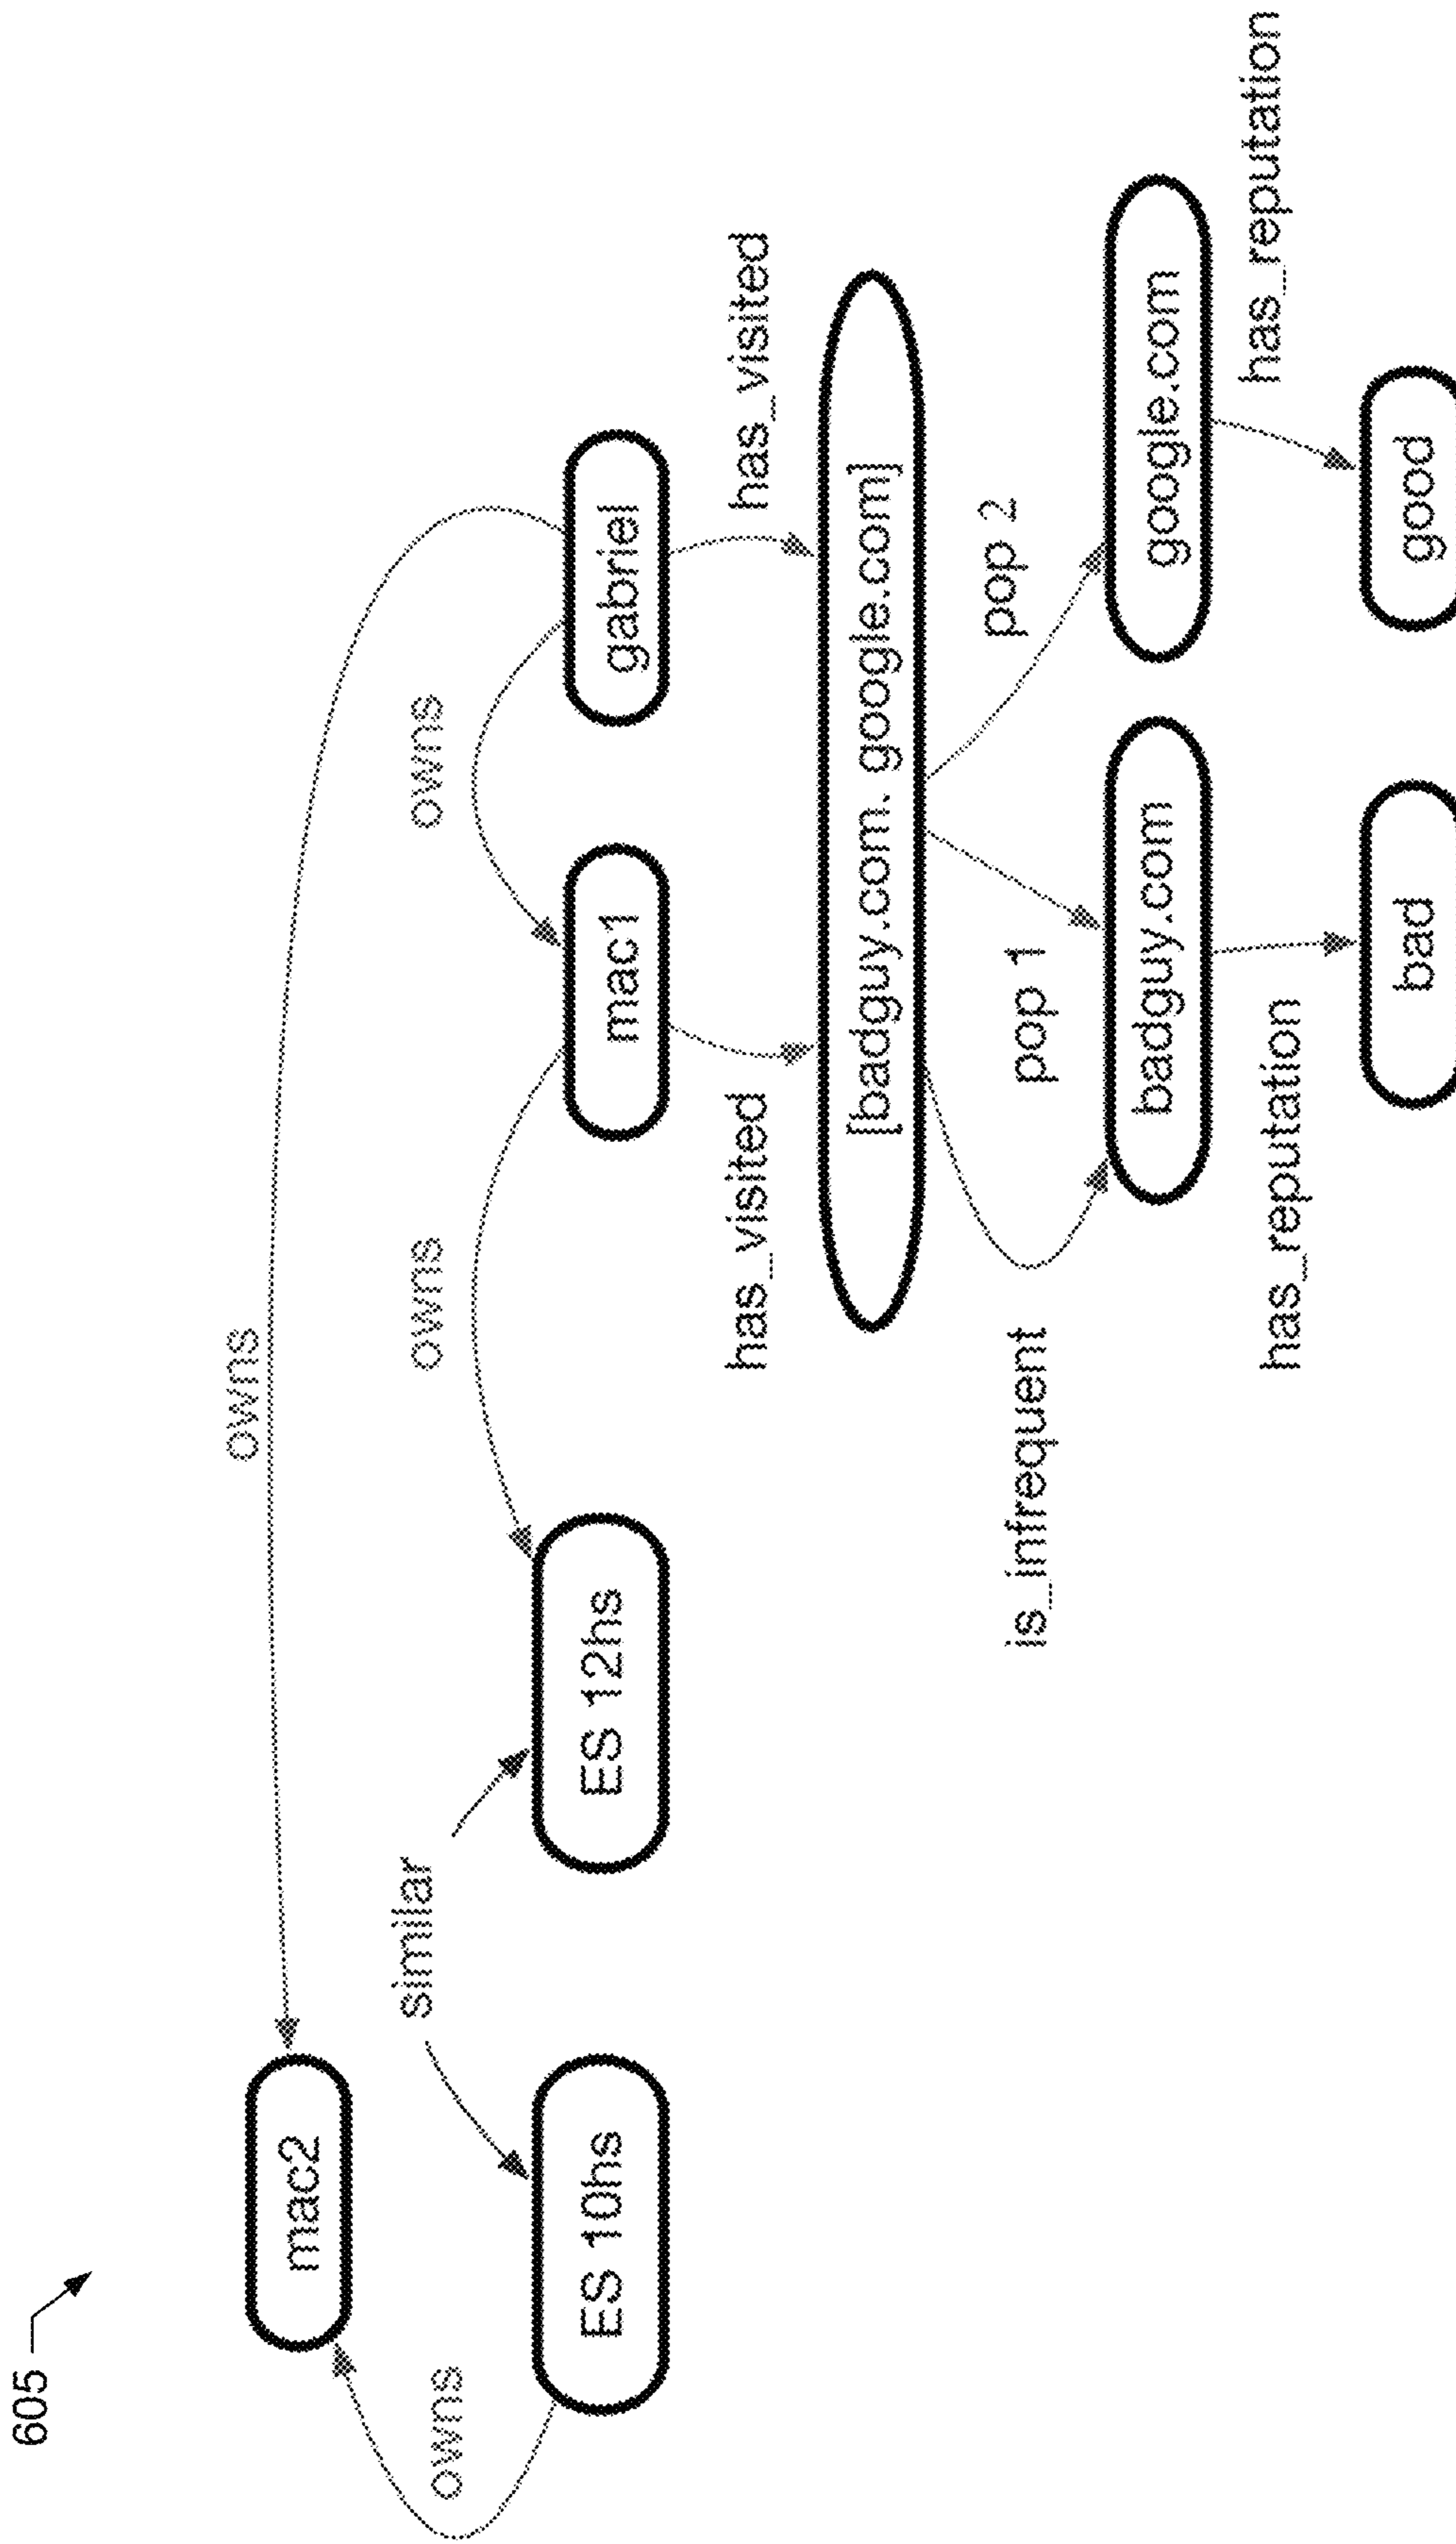 605
owns
mac2
owns
similar
owns
owns
ES 10hs
ES 12hs
mac1
gabriel
has_visited
has_visited
[badguy.com. google.com]
is_infrequent
pop 1
pop 2
badguy.com
google.com
has_reputation
has_reputation
bad
good